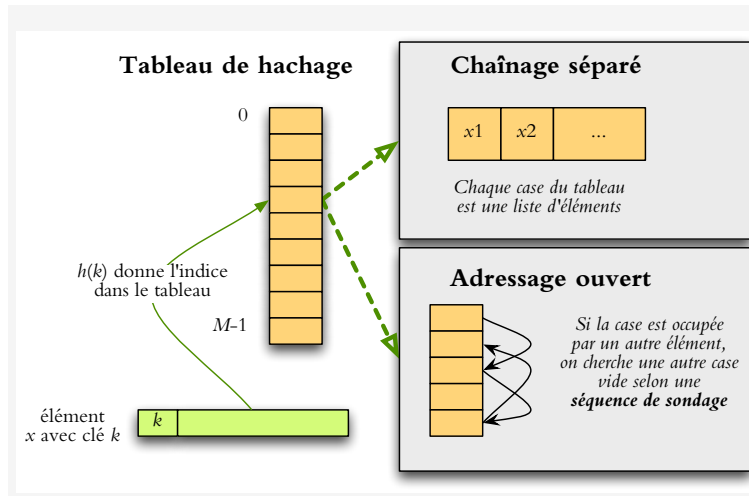 Tableau de hachage
0
M-1
h(k) donne l'indice
dans le tableau
élément
x avec clé k
k
Chaînage séparé
x1 x2 ...
Chaque case du tableau
est une liste d'éléments
Adressage ouvert
Si la case est occupée
par un autre élément,
on cherche une autre case
vide selon une
séquence de sondage